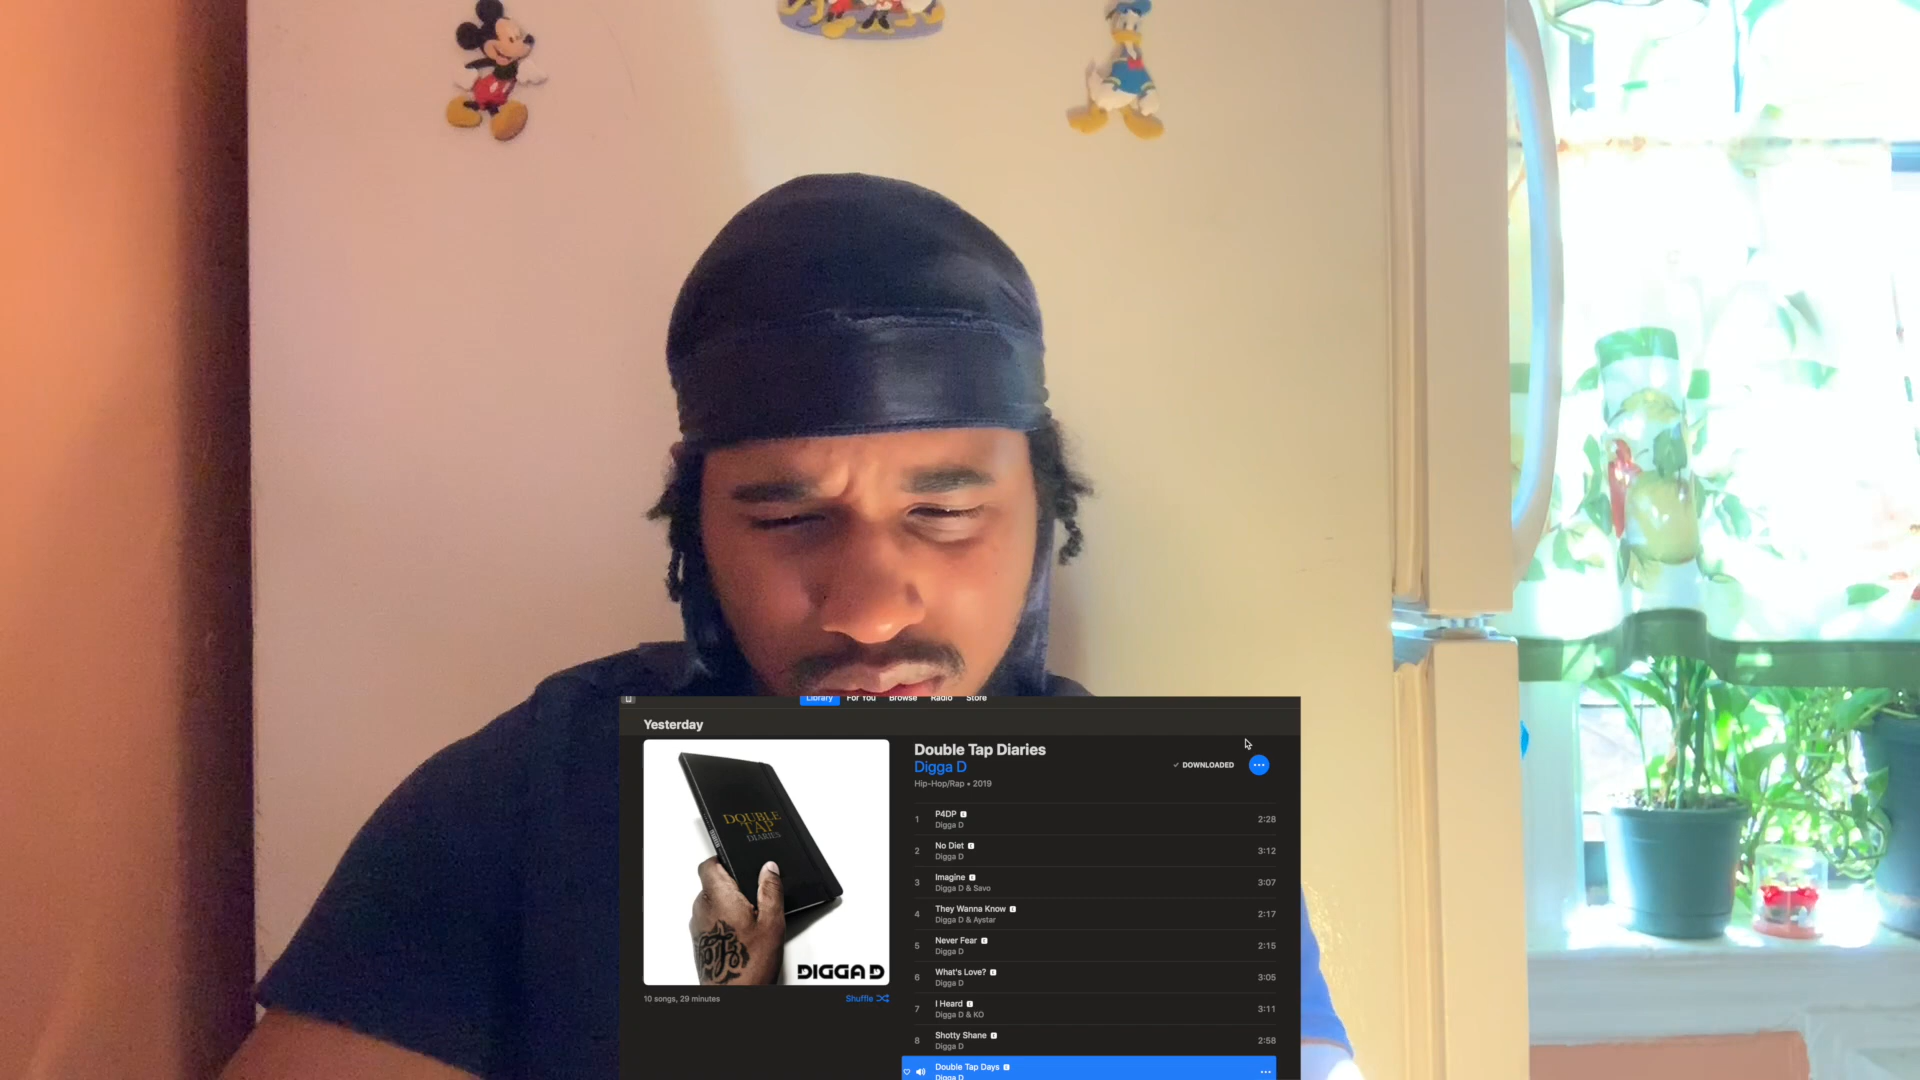 Library For You Browse Radio Store
Yesterday
DOUBLE
TAP
DIARIES
DIGGA D
10 songs, 29 minutes
Shuffle
Double Tap Diaries
Digga D
Hip-Hop/Rap • 2019
✓ DOWNLOADED
1 P4DP E 2:28
Digga D
2 No Diet E 3:12
Digga D
3 Imagine E 3:07
Digga D & Savo
4 They Wanna Know E 2:17
Digga D & Aystar
5 Never Fear E 2:15
Digga D
6 What's Love? E 3:05
Digga D
7 I Heard E 3:11
Digga D & KO
8 Shotty Shane E 2:58
Digga D
Double Tap Days E
Digga D